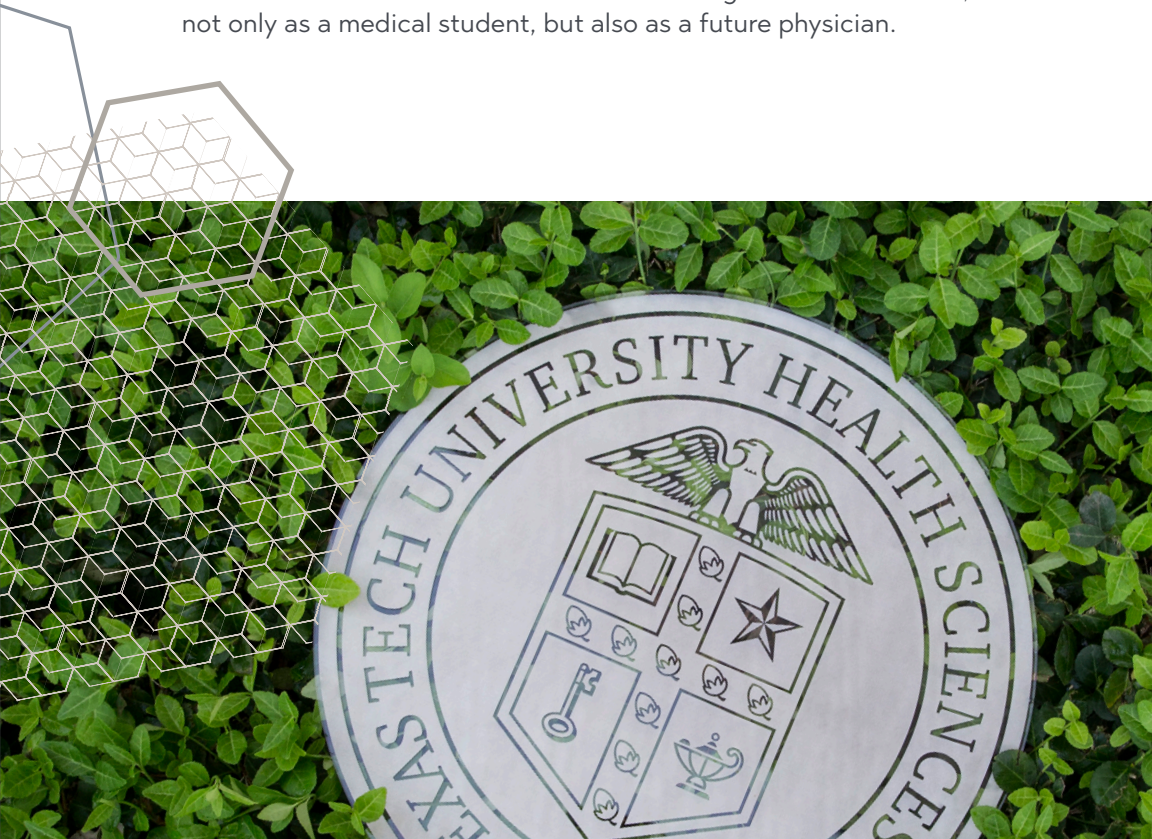 not only as a medical student, but also as a future physician.
TEXAS TECH UNIVERSITY HEALTH SCIENCES